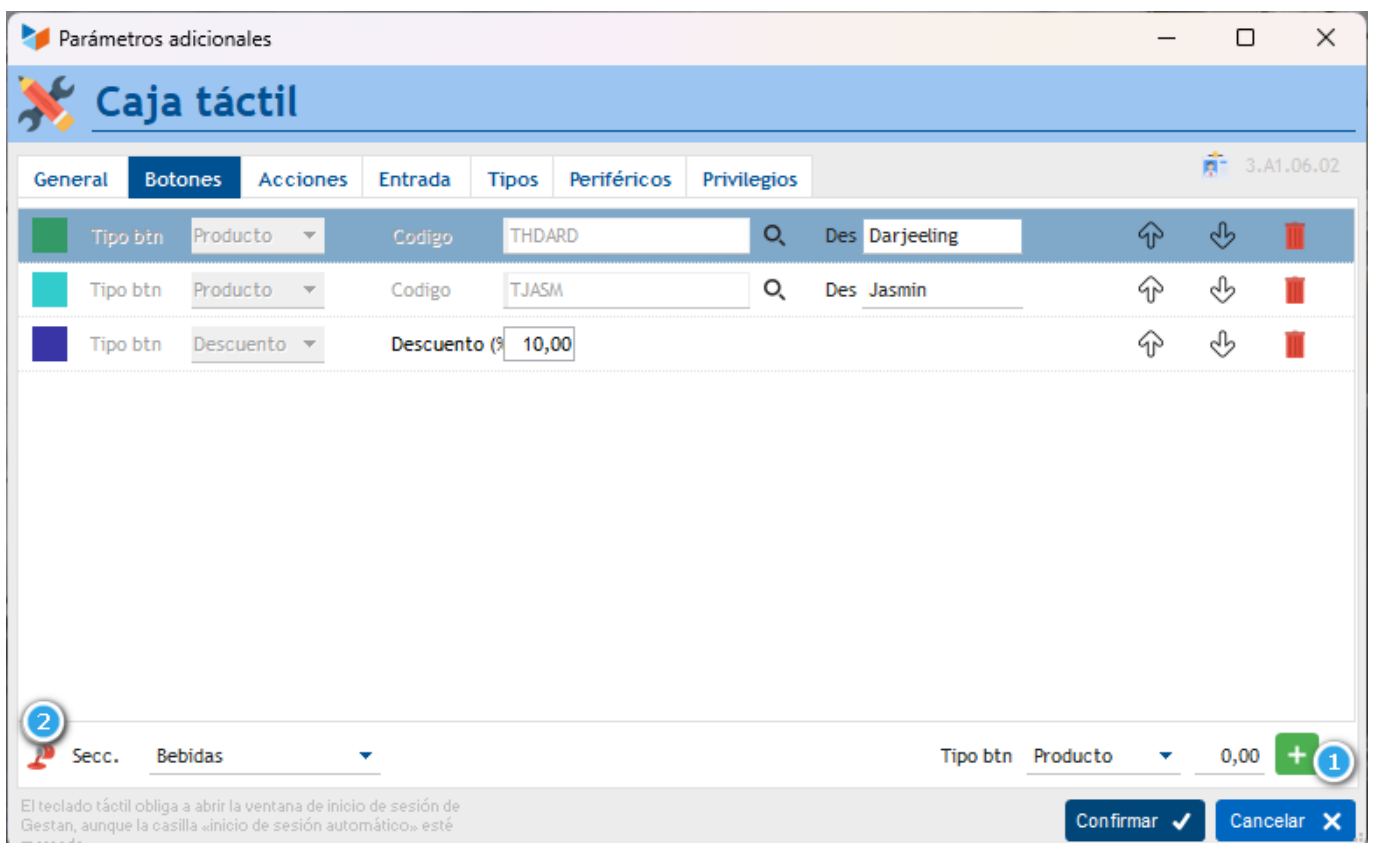 Parámetros adicionales
Caja táctil
General Botones Acciones Entrada Tipos Periféricos Privilegios 3.A1.06.02
Tipo btn Producto Codigo THDARD Des Darjeeling
Tipo btn Producto Codigo TJASM Des Jasmin
Tipo btn Descuento Descuento (% 10,00
2
Secc. Bebidas Tipo btn Producto 0,00 + 1
El teclado táctil obliga a abrir la ventana de inicio de sesión de
Gestan, aunque la casilla «inicio de sesión automático» esté
Confirmar Cancelar